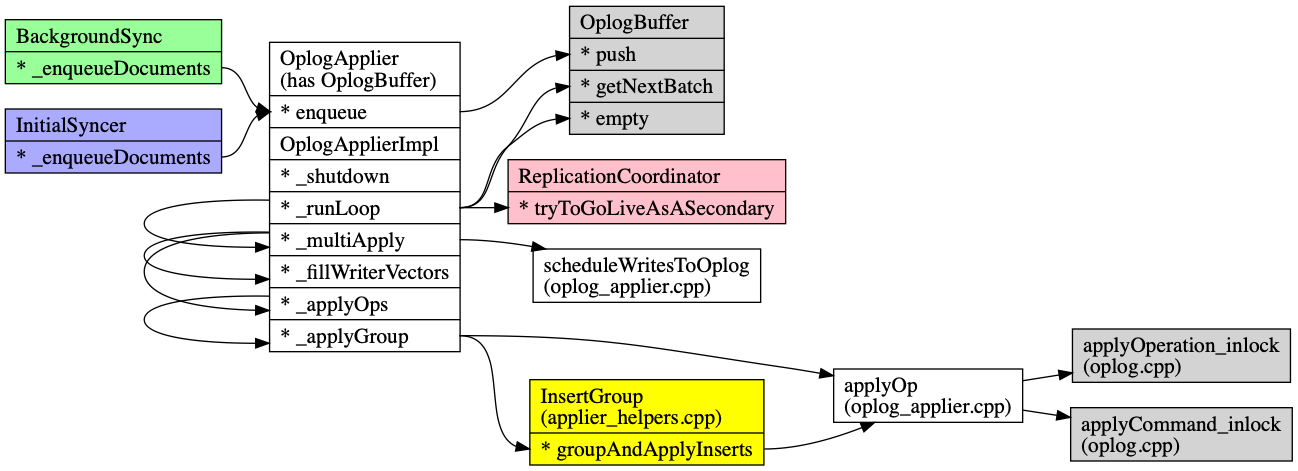 BackgroundSync
* _enqueueDocuments
InitialSyncer
* _enqueueDocuments
OplogApplier
(has OplogBuffer)
* enqueue
OplogApplierImpl
* _shutdown
* _runLoop
* _multiApply
* _fillWriterVectors
* _applyOps
* _applyGroup
OplogBuffer
* push
* getNextBatch
* empty
ReplicationCoordinator
* tryToGoLiveAsASecondary
scheduleWritesToOplog
(oplog_applier.cpp)
InsertGroup
(applier_helpers.cpp)
* groupAndApplyInserts
applyOp
(oplog_applier.cpp)
applyOperation_inlock
(oplog.cpp)
applyCommand_inlock
(oplog.cpp)